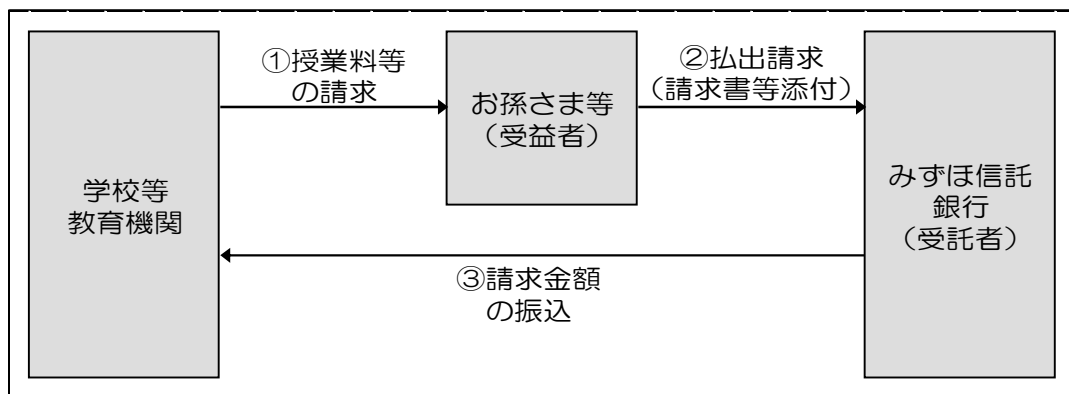 ①授業料等
の請求
②払出請求
（請求書等添付）
お孫さま等
（受益者）
学校等
教育機関
みずほ信託
銀行
（受託者）
③請求金額
の振込